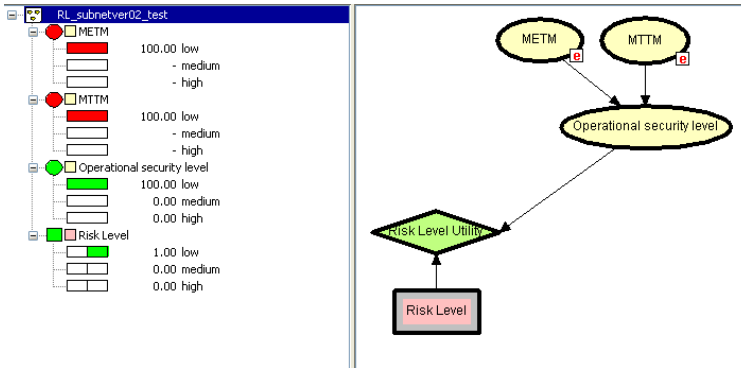 RL_subnetver02_test
METM
100.00 low
- medium
- high
MTTM
100.00 low
- medium
- high
Operational security level
100.00 low
0.00 medium
0.00 high
Risk Level
1.00 low
0.00 medium
0.00 high
METM
e
MTTM
e
Operational security level
Risk Level Utility
Risk Level